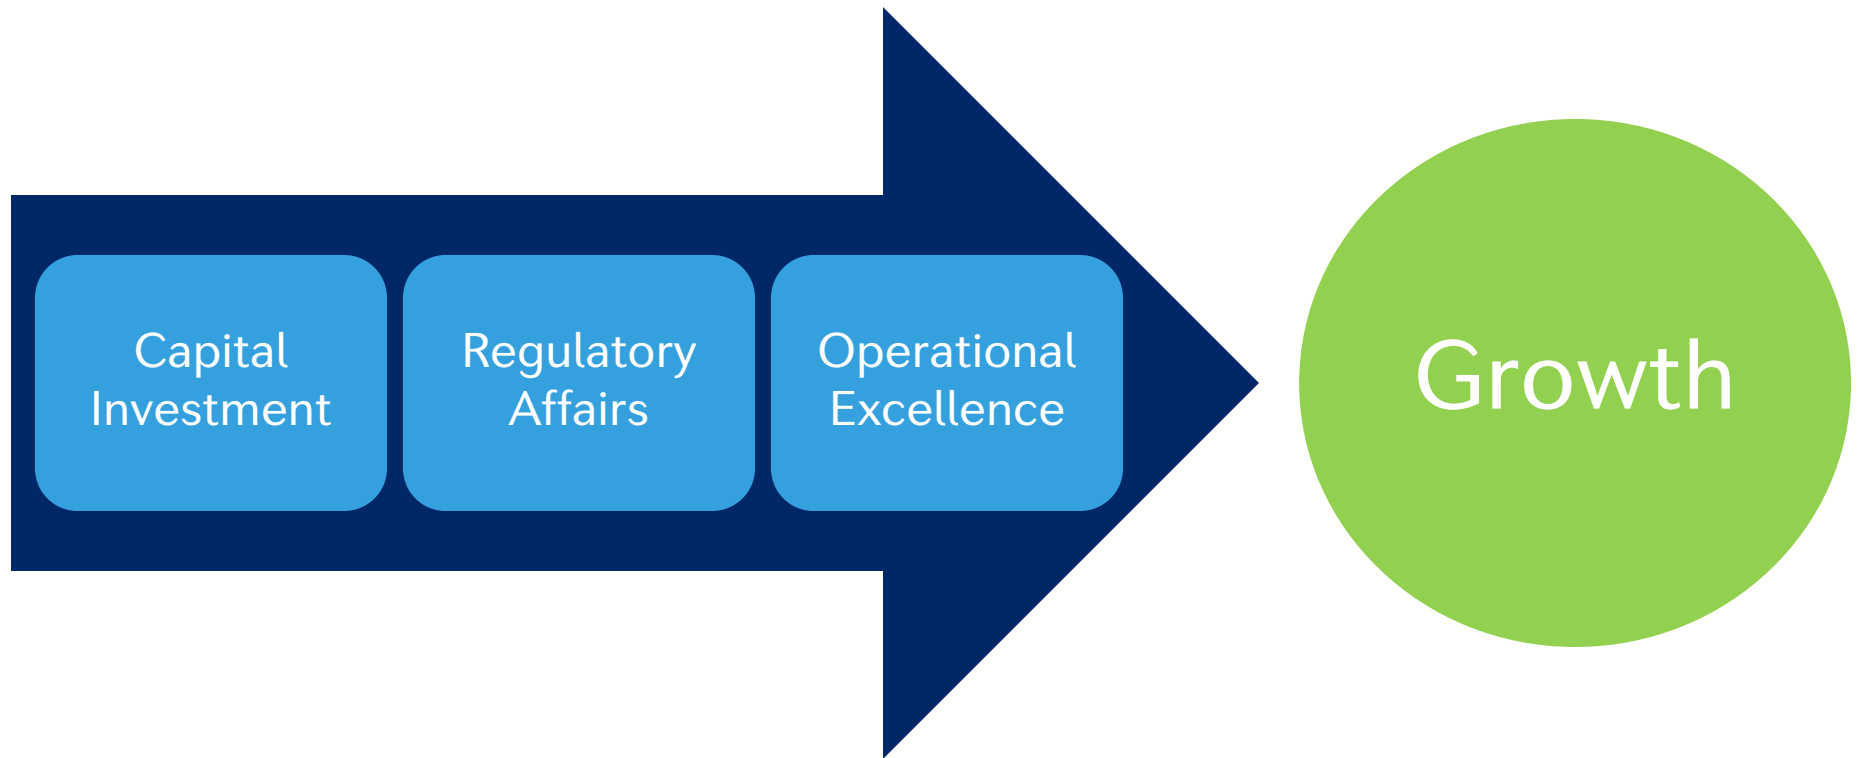 Capital
Investment
Regulatory
Affairs
Operational
Excellence
Growth